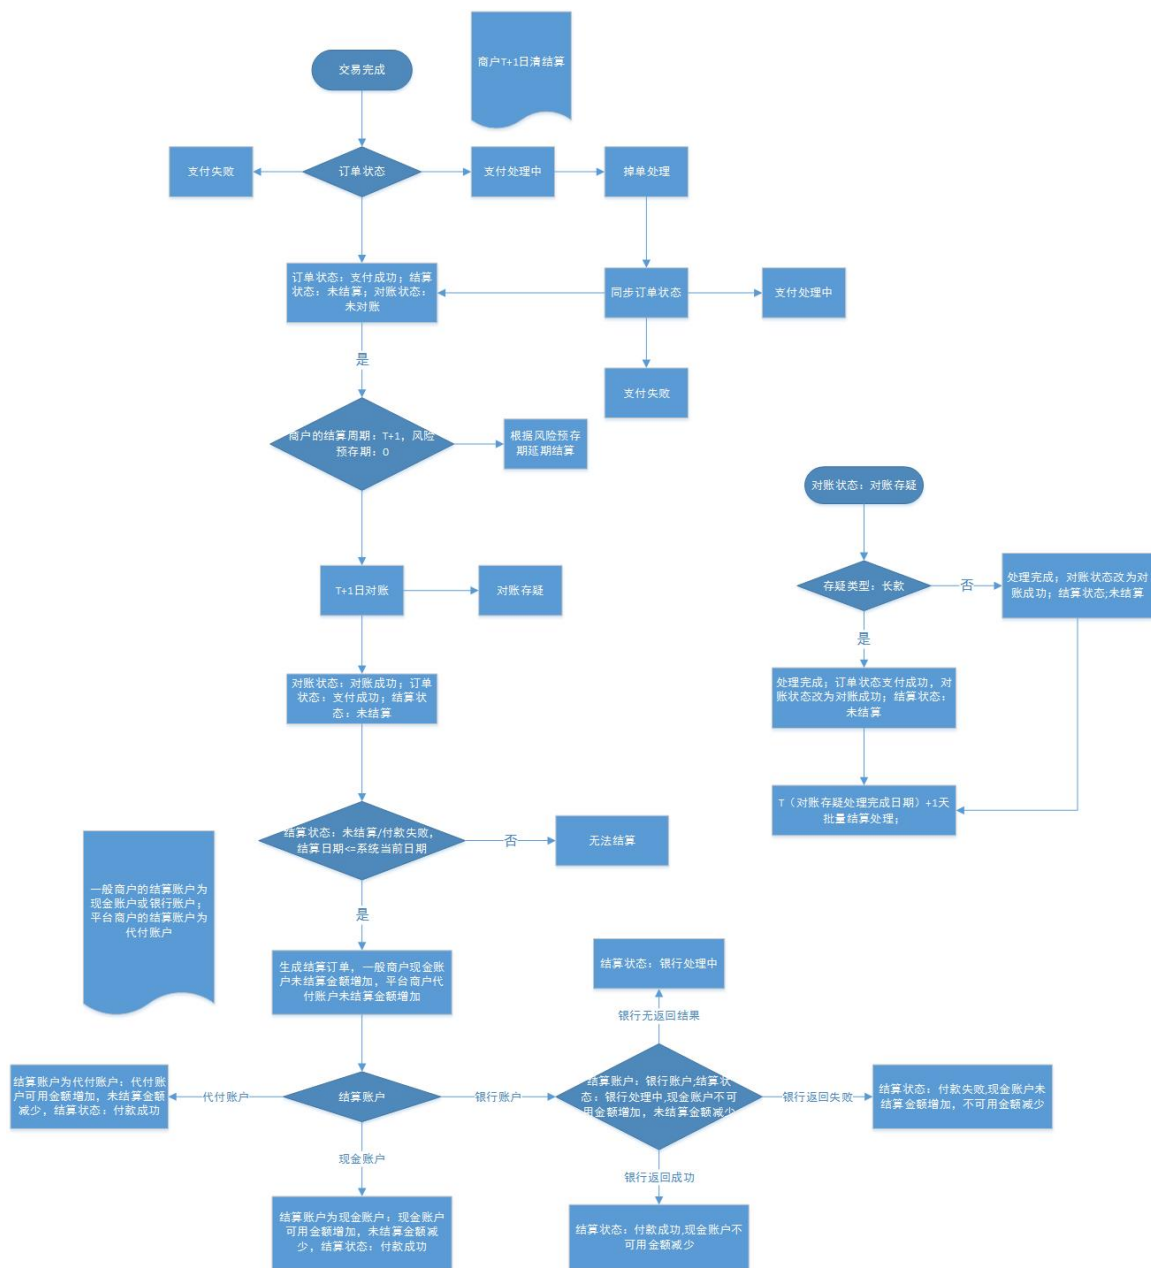 商户T+1日清结算
交易完成
支付失败
订单状态
支付处理中
掉单处理
订单状态：支付成功；结算
状态：未结算；对账状态：
未对账
同步订单状态
支付处理中
是
支付失败
商户的结算周期：T+1，风险
预存期：0
根据风险预存
期延期结算
对账状态：对账存疑
T+1日对账
对账存疑
存疑类型：长款
否
处理完成；对账状态改为对
账成功；结算状态;未结算
是
对账状态：对账成功；订单
状态：支付成功；结算状
态：未结算
处理完成；订单状态支付成功，对
账状态改为对账成功；结算状态：
未结算
T（对账存疑处理完成日期）+1天
批量结算处理；
结算状态：未结算/付款失败，
结算日期<=系统当前日期
否
无法结算
一般商户的结算账户为
现金账户或银行账户；
平台商户的结算账户为
代付账户
是
生成结算订单，一般商户现金账
户未结算金额增加，平台商户代
付账户未结算金额增加
结算状态：银行处理中
银行无返回结果
结算账户为代付账户：代付账
户可用金额增加，未结算金额
减少，结算状态：付款成功
代付账户
结算账户
银行账户
结算账户：银行账户;结算状
态：银行处理中,现金账户不可
用金额增加，未结算金额减少
银行返回失败
结算状态：付款失败,现金账户未
结算金额增加，不可用金额减少
现金账户
银行返回成功
结算账户为现金账户：现金账户
可用金额增加，未结算金额减
少，结算状态：付款成功
结算状态：付款成功,现金账户不
可用金额减少